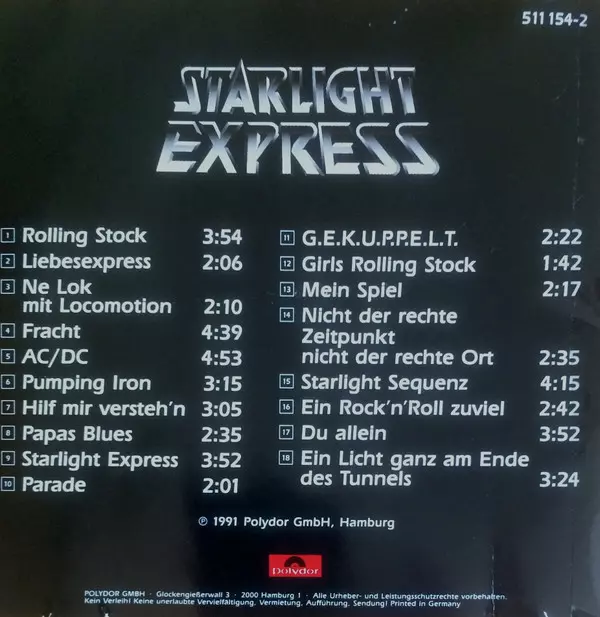 511 154-2
STARLIGHT
EXPRESS
1 Rolling Stock 3:54
2 Liebesexpress 2:06
3 Ne Lok
mit Locomotion 2:10
4 Fracht 4:39
5 AC/DC 4:53
6 Pumping Iron 3:15
7 Hilf mir versteh'n 3:05
8 Papas Blues 2:35
9 Starlight Express 3:52
10 Parade 2:01
11 G.E.K.U.P.P.E.L.T. 2:22
12 Girls Rolling Stock 1:42
13 Mein Spiel 2:17
14 Nicht der rechte
Zeitpunkt
nicht der rechte Ort 2:35
15 Starlight Sequenz 4:15
16 Ein Rock'n'Roll zuviel 2:42
17 Du allein 3:52
18 Ein Licht ganz am Ende
des Tunnels 3:24
℗ 1991 Polydor GmbH, Hamburg
polydor
POLYDOR GMBH · Glockengießerwall 3 · 2000 Hamburg 1 · Alle Urheber- und Leistungsschutzrechte vorbehalten.
Kein Verleih! Keine unerlaubte Vervielfältigung, Vermietung, Aufführung, Sendung! Printed in Germany